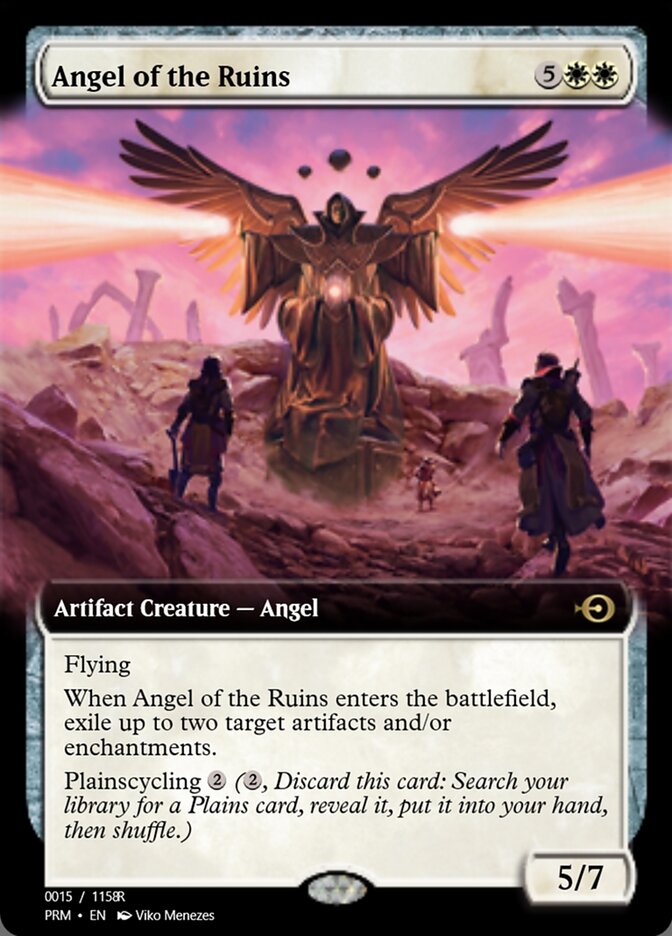 Angel of the Ruins 5
Artifact Creature — Angel
Flying
When Angel of the Ruins enters the battlefield,
exile up to two target artifacts and/or
enchantments.
Plainscycling 2 (2, Discard this card: Search your
library for a Plains card, reveal it, put it into your hand,
then shuffle.)
5/7
0015 / 1158R
PRM • EN Viko Menezes